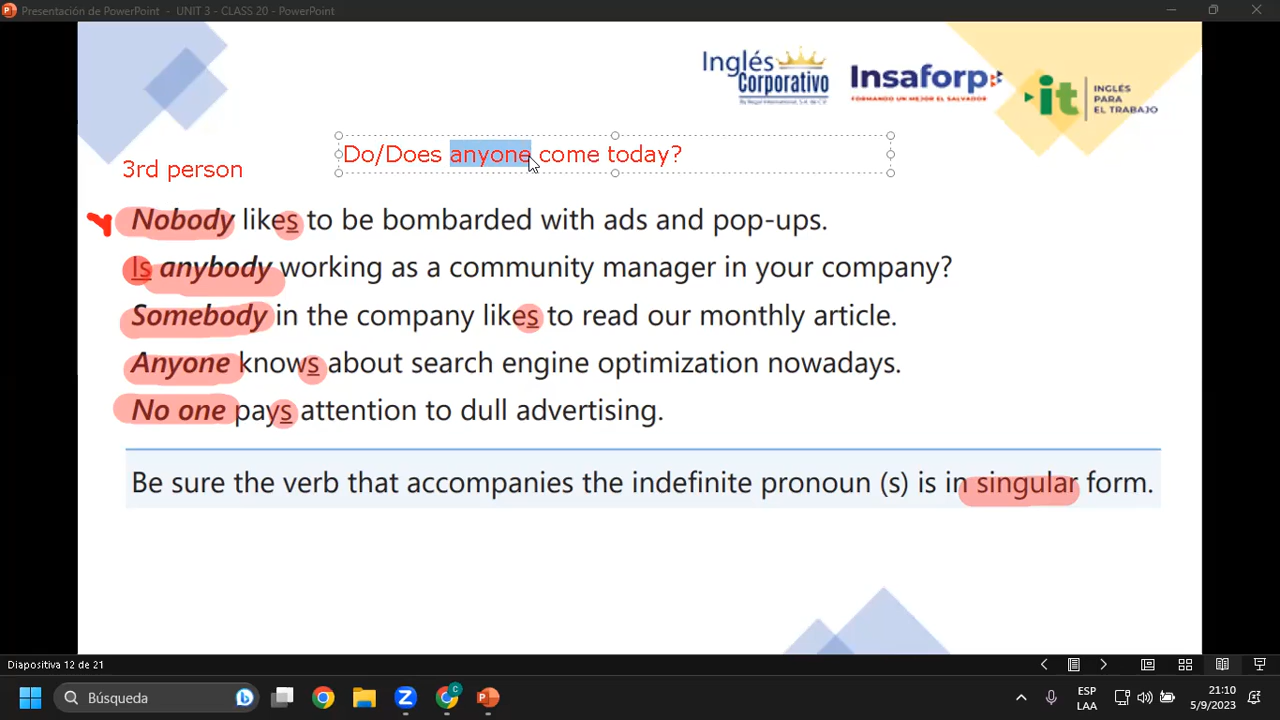 Presentación de PowerPoint - UNIT 3 - CLASS 20 - PowerPoint
Inglés
Corporativo
Insaforp
FORMANDO UN MEJOR EL SALVADOR
it
INGLÉS
PARA
EL TRABAJO
Do/Does anyone come today?
3rd person
Nobody likes to be bombarded with ads and pop-ups.
Is anybody working as a community manager in your company?
Somebody in the company likes to read our monthly article.
Anyone knows about search engine optimization nowadays.
No one pays attention to dull advertising.
Be sure the verb that accompanies the indefinite pronoun (s) is in singular form.
Diapositiva 12 de 21
Búsqueda
C
ESP
LAA
21:10
5/9/2023